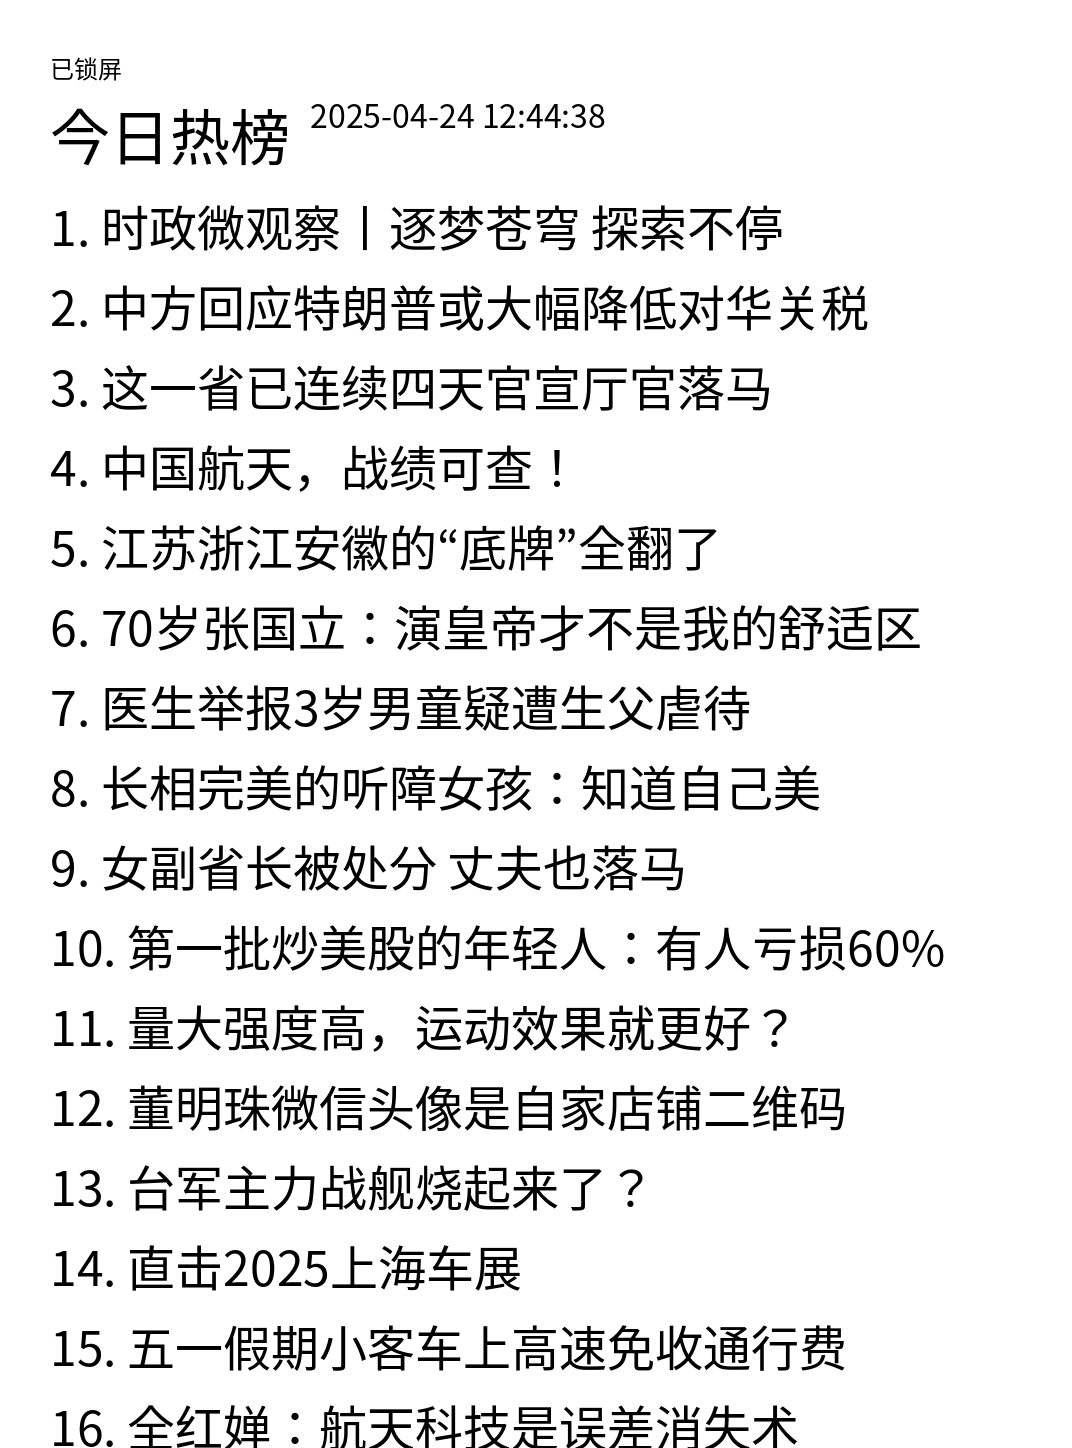 已锁屏
今日热榜 2025-04-24 12:44:38
1. 时政微观察丨逐梦苍穹 探索不停
2. 中方回应特朗普或大幅降低对华关税
3. 这一省已连续四天官宣厅官落马
4. 中国航天，战绩可查！
5. 江苏浙江安徽的“底牌”全翻了
6. 70岁张国立：演皇帝才不是我的舒适区
7. 医生举报3岁男童疑遭生父虐待
8. 长相完美的听障女孩：知道自己美
9. 女副省长被处分 丈夫也落马
10. 第一批炒美股的年轻人：有人亏损60%
11. 量大强度高，运动效果就更好？
12. 董明珠微信头像是自家店铺二维码
13. 台军主力战舰烧起来了？
14. 直击2025上海车展
15. 五一假期小客车上高速免收通行费
16. 全红婵：航天科技是误差消失术